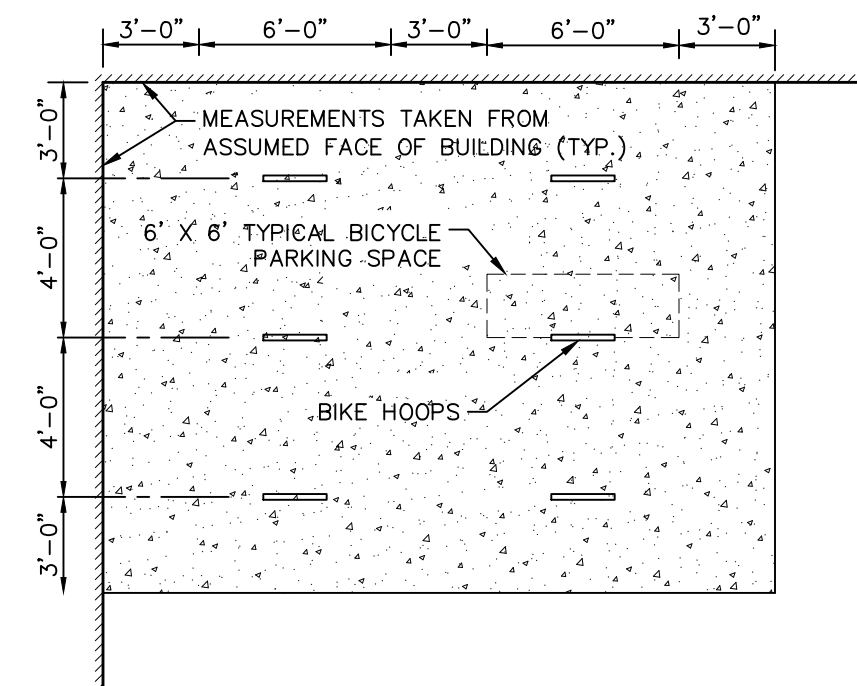 3'-0" 6'-0" 3'-0" 6'-0" 3'-0"
3'-0"
MEASUREMENTS TAKEN FROM
ASSUMED FACE OF BUILDING (TYP.)
4'-0"
6' X 6' TYPICAL BICYCLE
PARKING SPACE
4'-0"
BIKE HOOPS
3'-0"